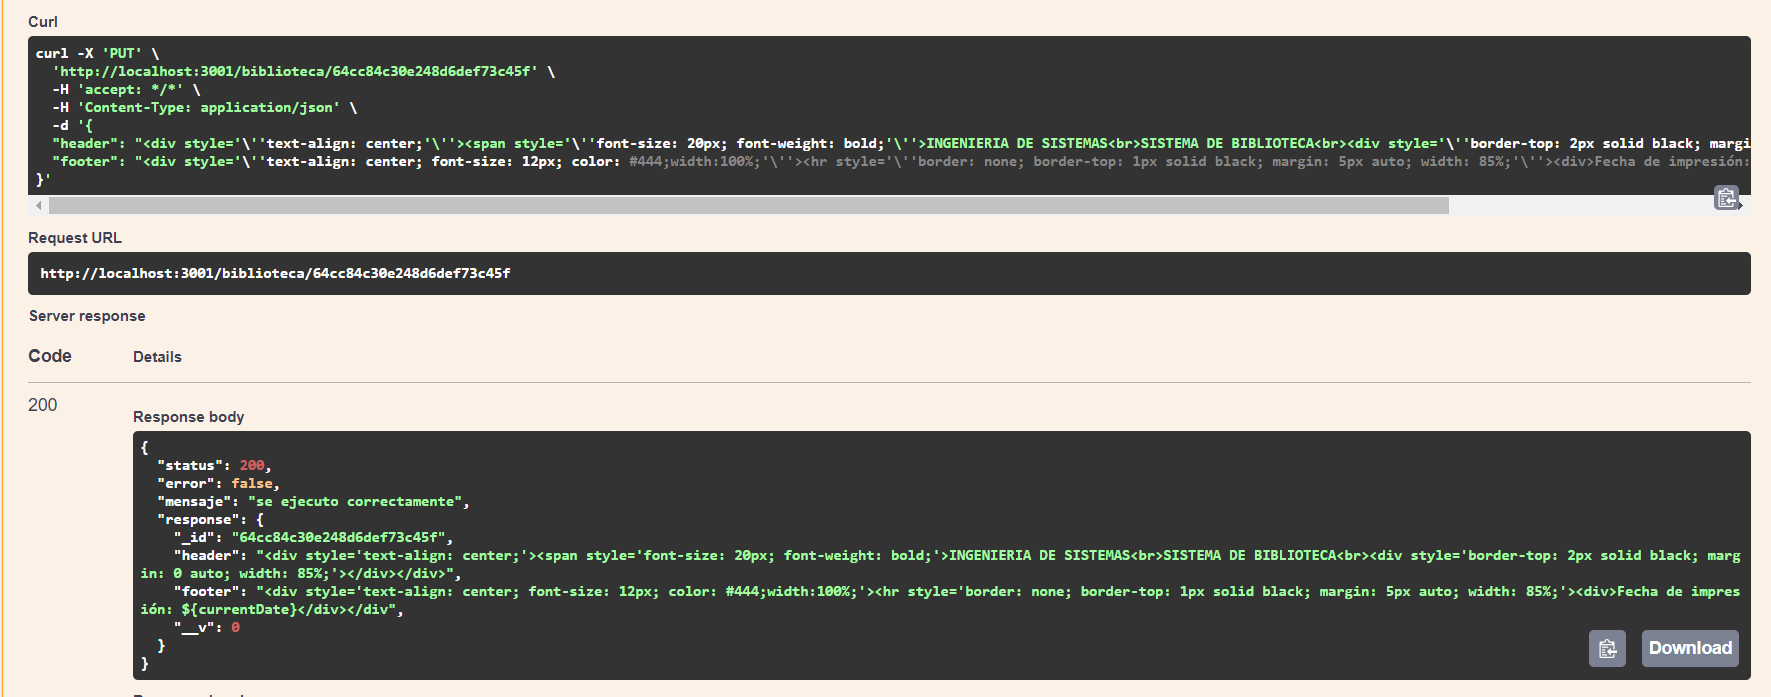 Curl
curl -X 'PUT' \
'http://localhost:3001/biblioteca/64cc84c30e248d6def73c45f' \
-H 'accept: */*' \
-H 'Content-Type: application/json' \
-d '{
"header": "<div style='\''text-align: center;'\''><span style='\''font-size: 20px; font-weight: bold;'\''>INGENIERIA DE SISTEMAS<br>SISTEMA DE BIBLIOTECA<br><div style='\''border-top: 2px solid black; margi
"footer": "<div style='\''text-align: center; font-size: 12px; color: #444;width:100%;'\''><hr style='\''border: none; border-top: 1px solid black; margin: 5px auto; width: 85%;'\''><div>Fecha de impresión:
}'
Request URL
http://localhost:3001/biblioteca/64cc84c30e248d6def73c45f
Server response
Code Details
200
Response body
{
"status": 200,
"error": false,
"mensaje": "se ejecuto correctamente",
"response": {
"_id": "64cc84c30e248d6def73c45f",
"header": "<div style='text-align: center;'><span style='font-size: 20px; font-weight: bold;'>INGENIERIA DE SISTEMAS<br>SISTEMA DE BIBLIOTECA<br><div style='border-top: 2px solid black; marg
in: 0 auto; width: 85%;'></div></div>",
"footer": "<div style='text-align: center; font-size: 12px; color: #444;width:100%;'><hr style='border: none; border-top: 1px solid black; margin: 5px auto; width: 85%;'><div>Fecha de impres
ión: ${currentDate}</div></div",
"__v": 0
}
}
Download